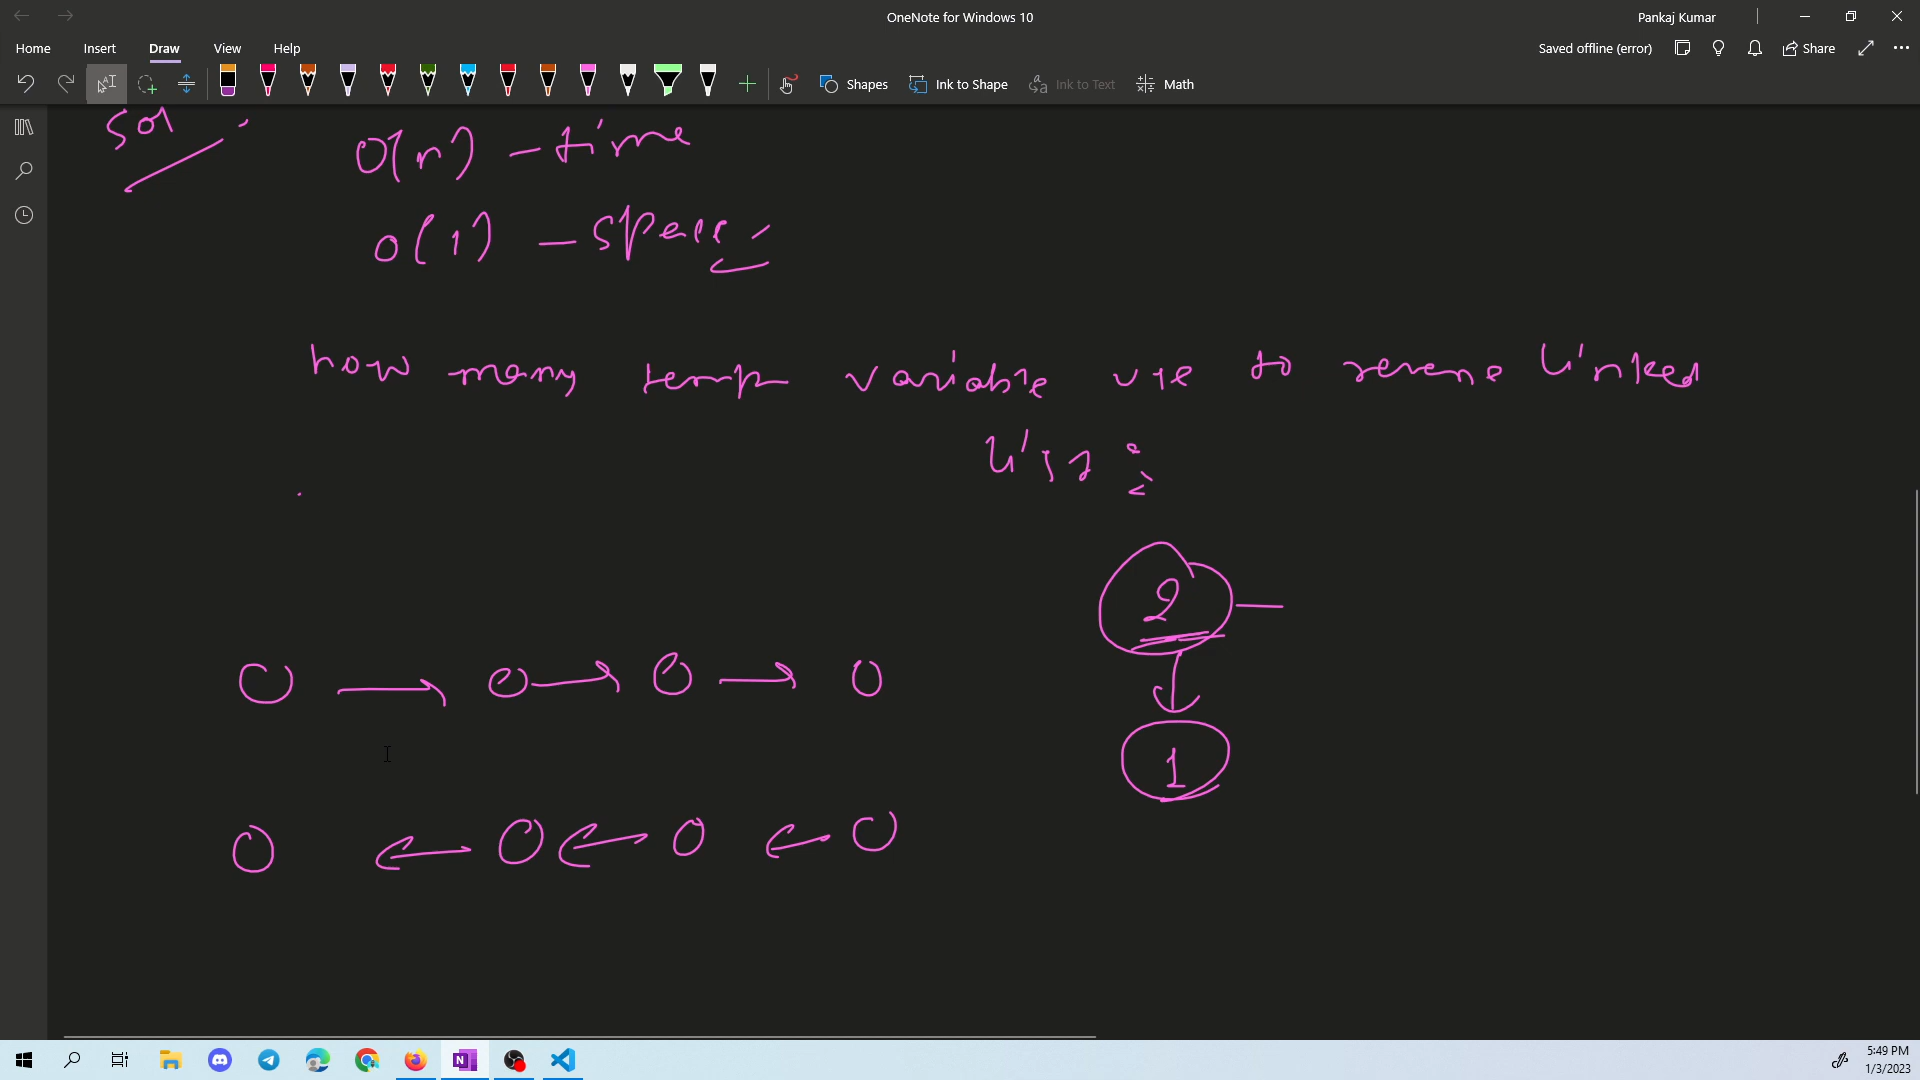 OneNote for Windows 10
Pankaj Kumar
Home Insert Draw View Help
Saved offline (error) Share
Shapes Ink to Shape Ink to Text Math
Sol :
O(n) - time
O(1) - space
how many temp variable use to reverse linked
list ?
2
1
5:49 PM
1/3/2023